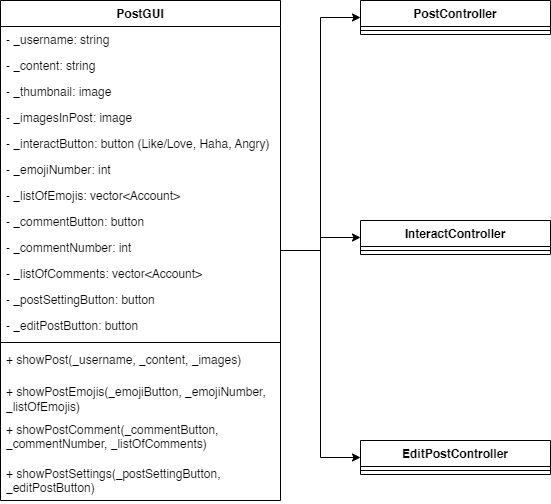 PostGUI
- _username: string
- _content: string
- _thumbnail: image
- _imagesInPost: image
- _interactButton: button (Like/Love, Haha, Angry)
- _emojiNumber: int
- _listOfEmojis: vector<Account>
- _commentButton: button
- _commentNumber: int
- _listOfComments: vector<Account>
- _postSettingButton: button
- _editPostButton: button
+ showPost(_username, _content, _images)
+ showPostEmojis(_emojiButton, _emojiNumber,
_listOfEmojis)
+ showPostComment(_commentButton,
_commentNumber, _listOfComments)
+ showPostSettings(_postSettingButton,
_editPostButton)
PostController
InteractController
EditPostController